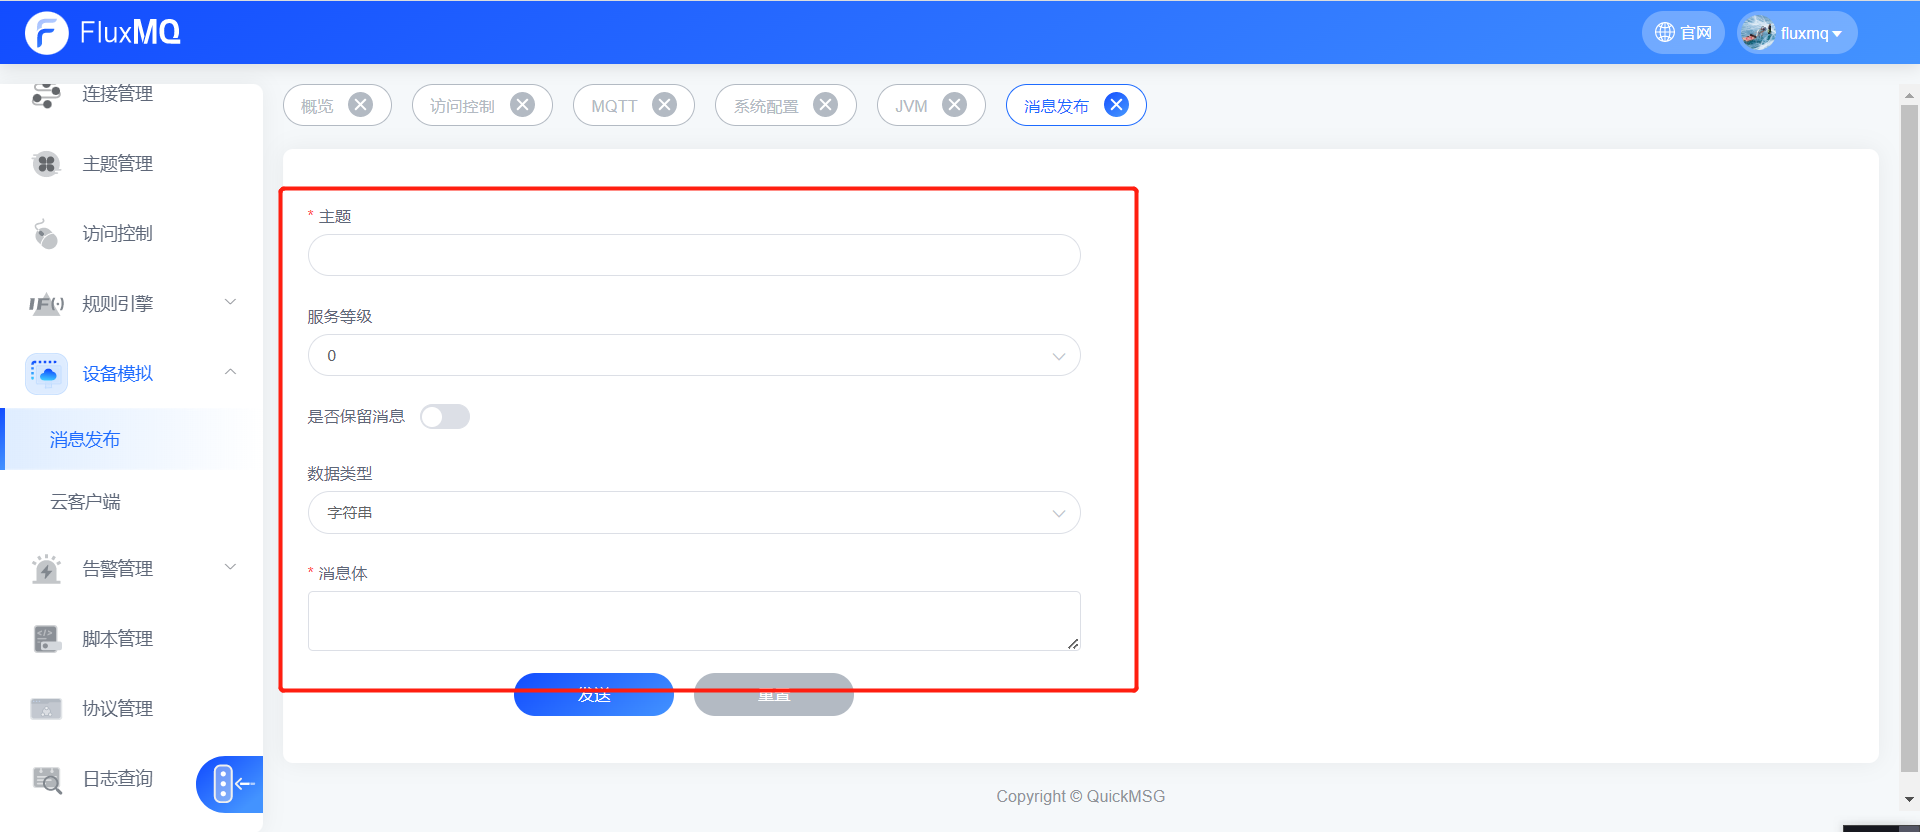 FluxMQ
官网
fluxmq
连接管理
主题管理
访问控制
IF(·)
规则引擎
设备模拟
消息发布
云客户端
告警管理
脚本管理
协议管理
日志查询
概览
访问控制
MQTT
系统配置
JVM
消息发布
* 主题
服务等级
0
是否保留消息
数据类型
字符串
* 消息体
发送
重置
Copyright © QuickMSG